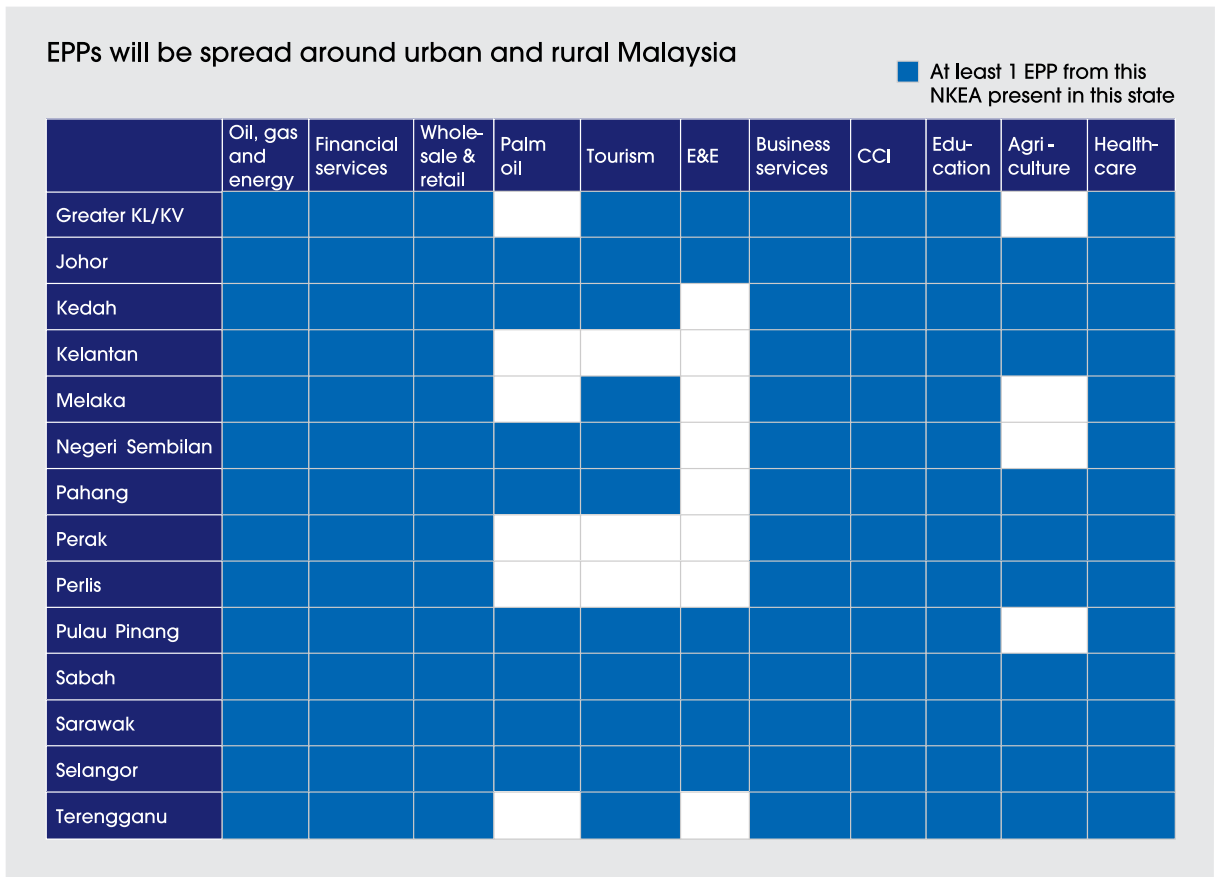 EPPs will be spread around urban and rural Malaysia
At least 1 EPP from this
NKEA present in this state
Oil, gas
and
energy
Financial
services
Whole-
sale &
retail
Palm
oil
Tourism
E&E
Business
services
CCI
Edu-
cation
Agri -
culture
Health-
care
Greater KL/KV
Johor
Kedah
Kelantan
Melaka
Negeri Sembilan
Pahang
Perak
Perlis
Pulau Pinang
Sabah
Sarawak
Selangor
Terengganu